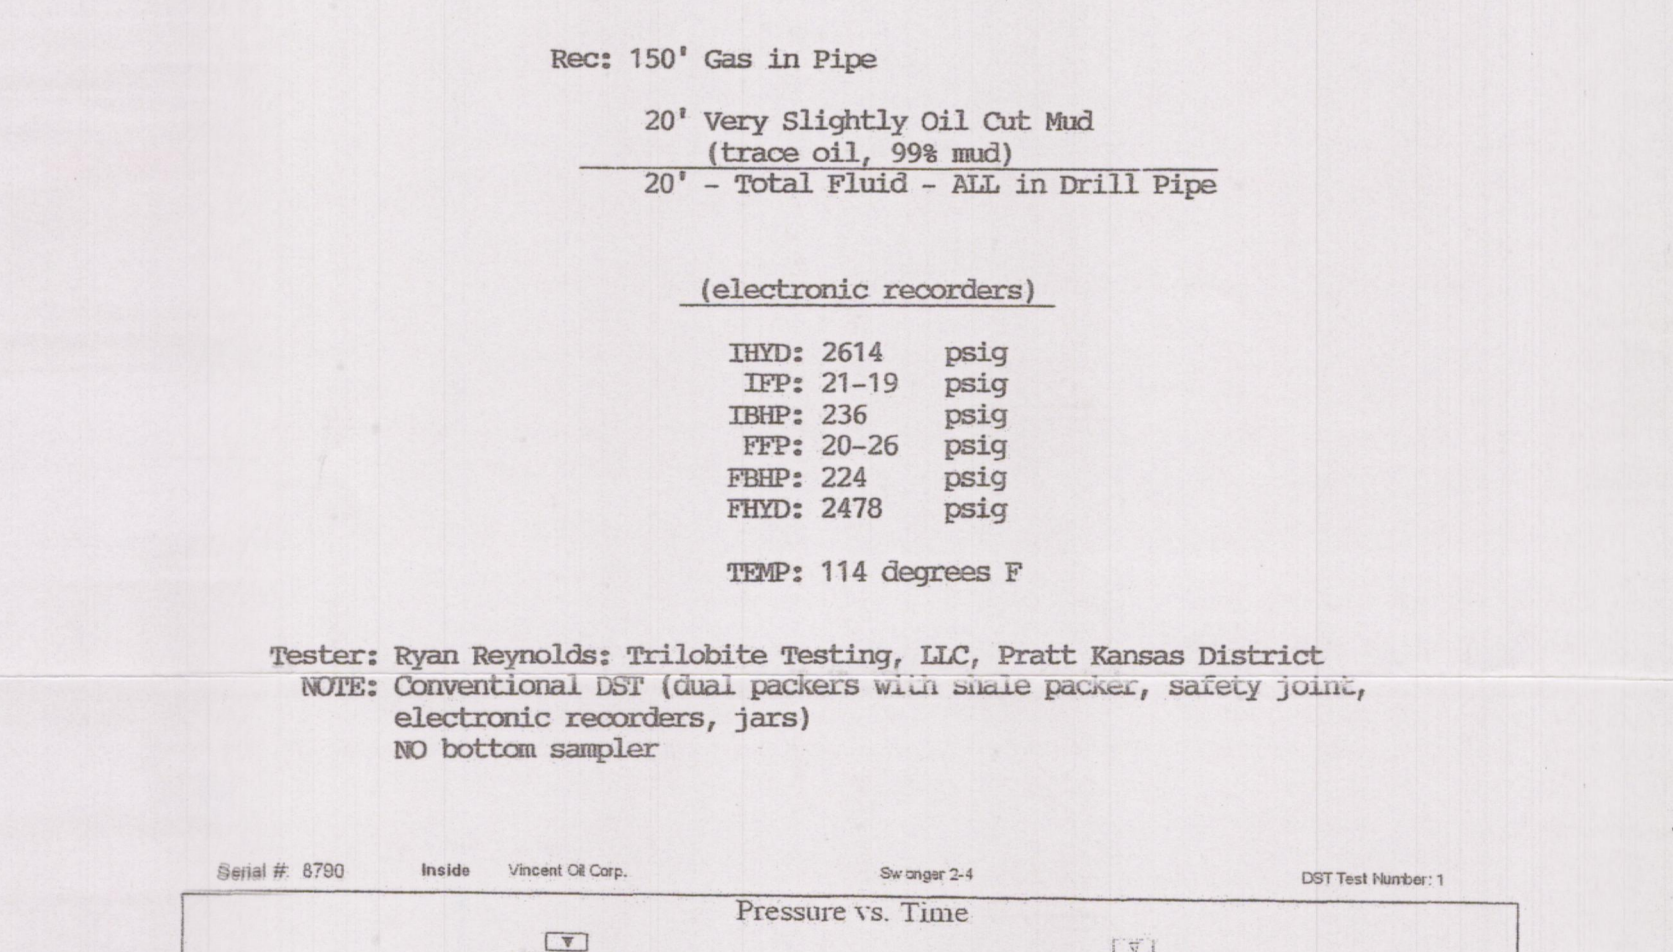 Rec: 150' Gas in Pipe
20' Very Slightly Oil Cut Mud
(trace oil, 99% mud)
20' - Total Fluid - ALL in Drill Pipe
(electronic recorders)
IHYD: 2614 psig
IFP: 21-19 psig
IBHP: 236 psig
FFP: 20-26 psig
FBHP: 224 psig
FHYD: 2478 psig
TEMP: 114 degrees F
Tester: Ryan Reynolds: Trilobite Testing, LLC, Pratt Kansas District
NOTE: Conventional DST (dual packers with shale packer, safety joint,
electronic recorders, jars)
NO bottom sampler
Serial #: 8790 Inside Vincent Oil Corp. Swanger 2-4 DST Test Number: 1
Pressure vs. Time